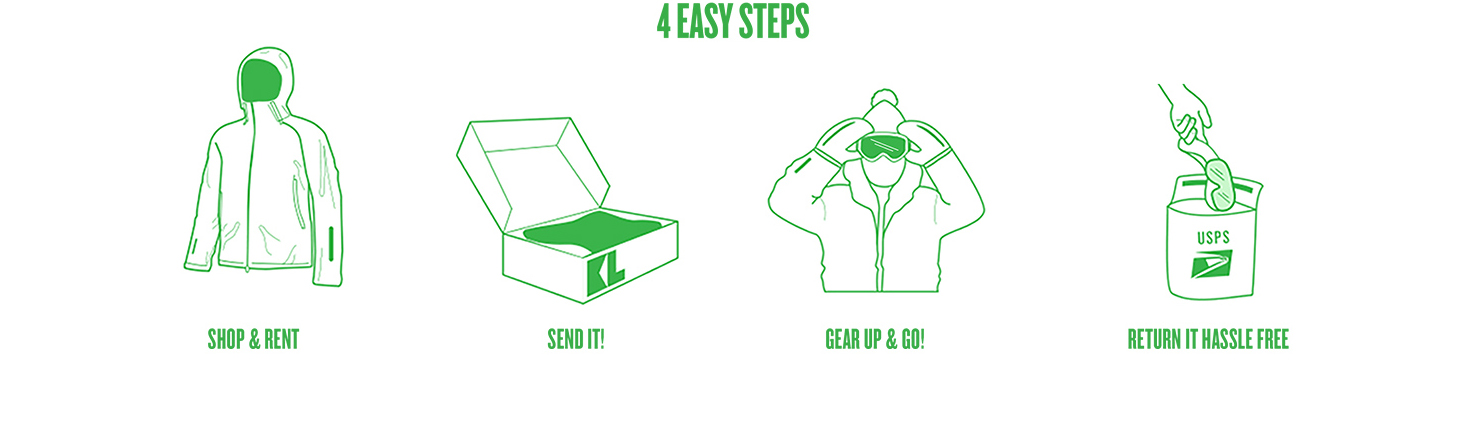 4 EASY STEPS
KL
USPS
SHOP & RENT
SEND IT!
GEAR UP & GO!
RETURN IT HASSLE FREE